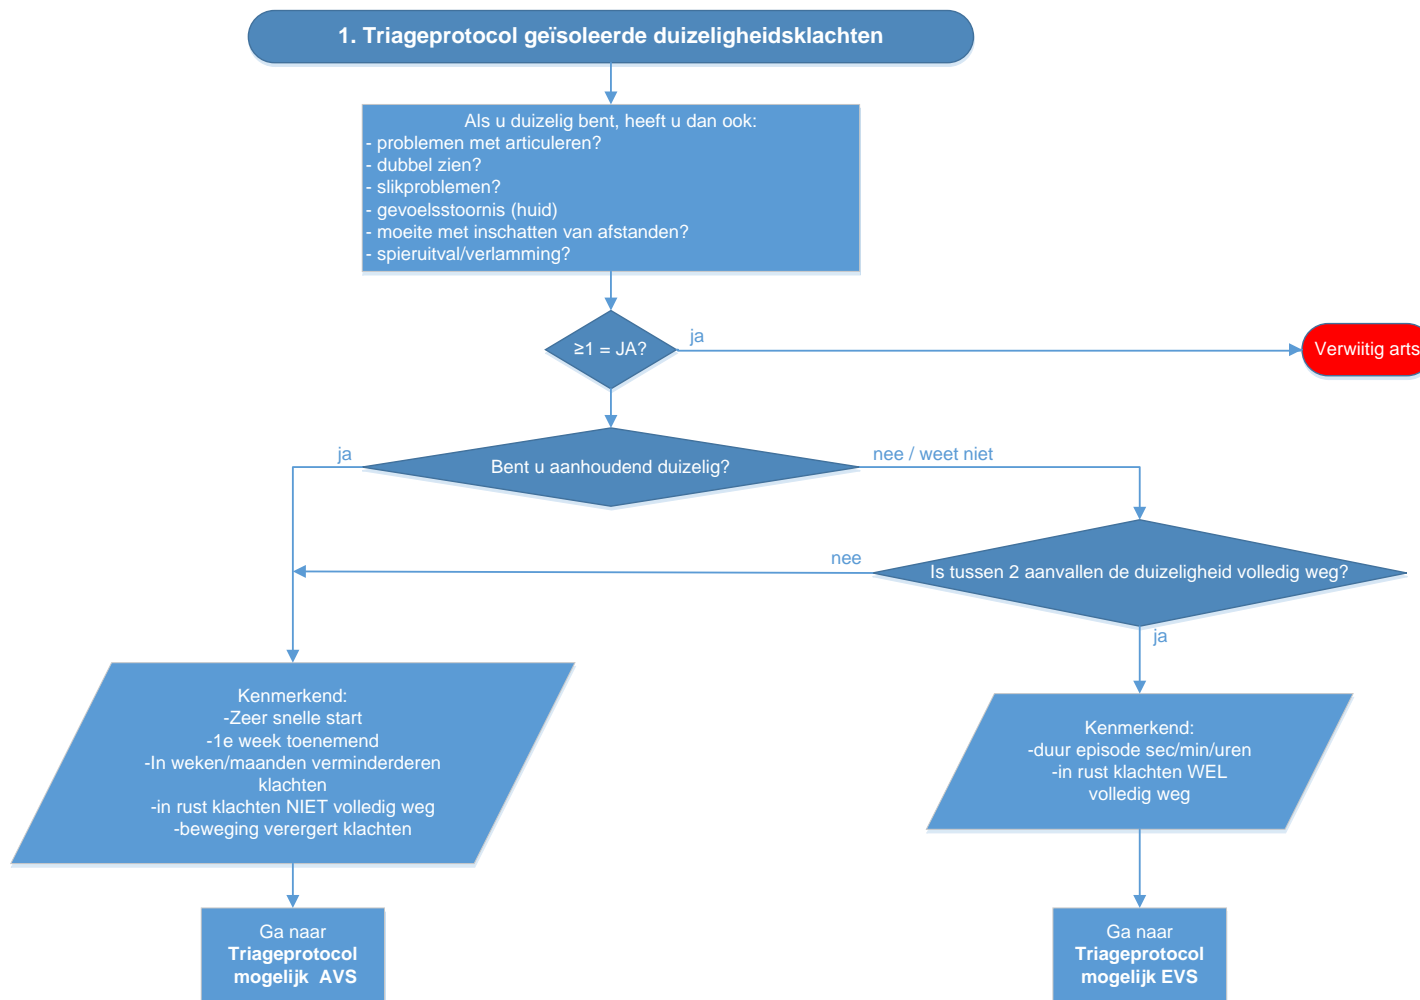 1. Triageprotocol geïsoleerde duizeligheidsklachten
Als u duizelig bent, heeft u dan ook:
- problemen met articuleren?
- dubbel zien?
- slikproblemen?
- gevoelsstoornis (huid)
- moeite met inschatten van afstanden?
- spieruitval/verlamming?
≥1 = JA?
ja
Verwiitig arts
Bent u aanhoudend duizelig?
ja
nee / weet niet
Is tussen 2 aanvallen de duizeligheid volledig weg?
nee
ja
Kenmerkend:
-Zeer snelle start
-1e week toenemend
-In weken/maanden verminderderen
klachten
-in rust klachten NIET volledig weg
-beweging verergert klachten
Kenmerkend:
-duur episode sec/min/uren
-in rust klachten WEL
volledig weg
Ga naar
Triageprotocol
mogelijk AVS
Ga naar
Triageprotocol
mogelijk EVS